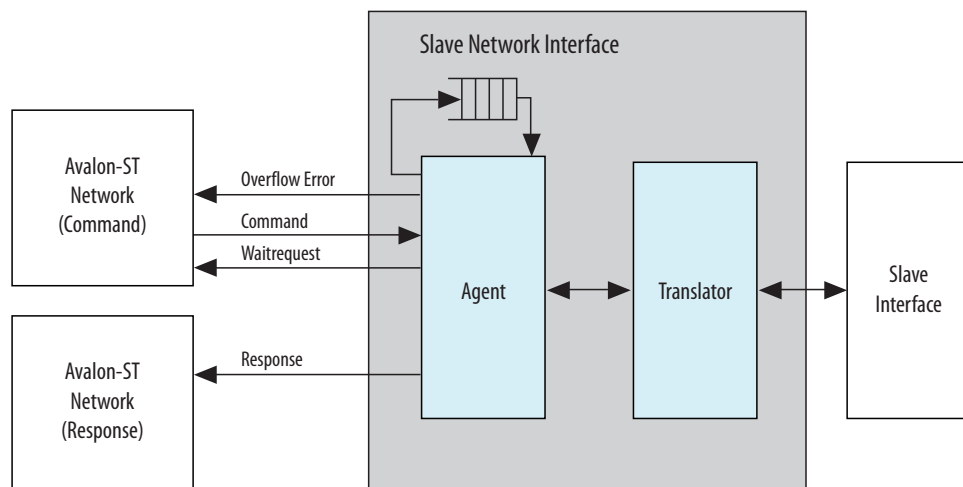 Slave Network Interface
Avalon-ST
Network
(Command)
Overflow Error
Command
Waitrequest
Agent
Translator
Slave
Interface
Response
Avalon-ST
Network
(Response)